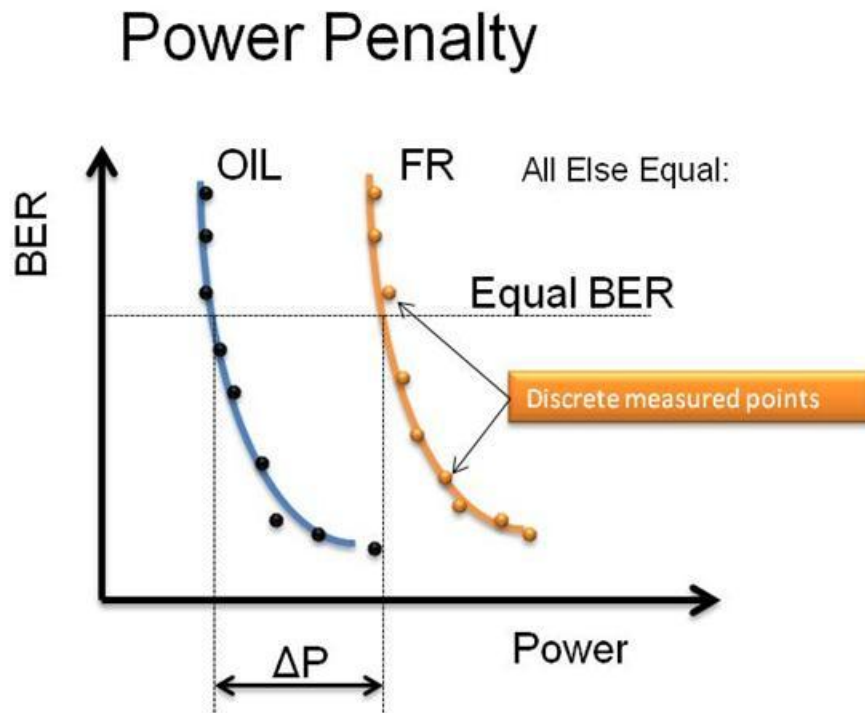 Power Penalty
OIL
FR
All Else Equal:
BER
Equal BER
Discrete measured points
Power
ΔP